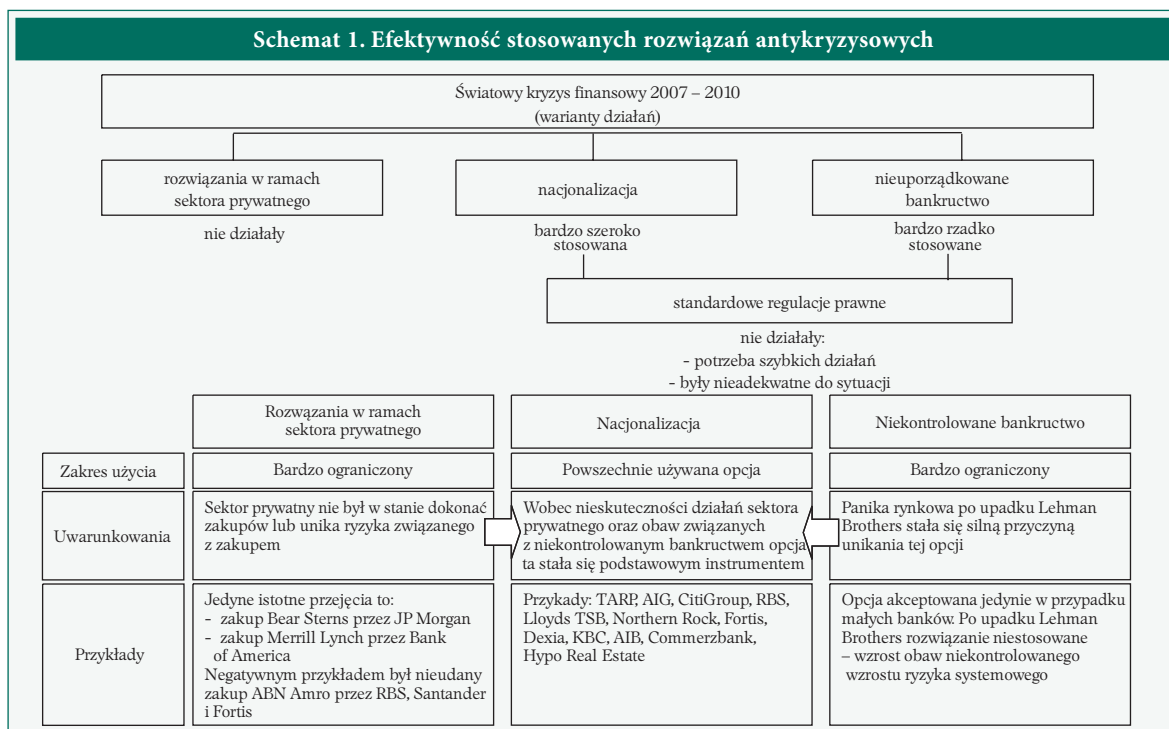 Schemat 1. Efektywność stosowanych rozwiązań antykryzysowych
Światowy kryzys finansowy 2007 – 2010
(warianty działań)
rozwiązania w ramach
sektora prywatnego
nacjonalizacja
nieuporządkowane
bankructwo
nie działały
bardzo szeroko
stosowana
bardzo rzadko
stosowane
standardowe regulacje prawne
nie działały:
- potrzeba szybkich działań
- były nieadekwatne do sytuacji
Rozwązania w ramach
sektora prywatnego
Nacjonalizacja
Niekontrolowane bankructwo
Zakres użycia
Bardzo ograniczony
Powszechnie używana opcja
Bardzo ograniczony
Uwarunkowania
Sektor prywatny nie był w stanie dokonać
zakupów lub unika ryzyka związanego
z zakupem
Wobec nieskuteczności działań sektora
prywatnego oraz obaw związanych
z niekontrolowanym bankructwem opcja
ta stała się podstawowym instrumentem
Panika rynkowa po upadku Lehman
Brothers stała się silną przyczyną
unikania tej opcji
Przykłady
Jedyne istotne przejęcia to:
- zakup Bear Sterns przez JP Morgan
- zakup Merrill Lynch przez Bank
of America
Negatywnym przykładem był nieudany
zakup ABN Amro przez RBS, Santander
i Fortis
Przykady: TARP, AIG, CitiGroup, RBS,
Lloyds TSB, Northern Rock, Fortis,
Dexia, KBC, AIB, Commerzbank,
Hypo Real Estate
Opcja akceptowana jedynie w przypadku
małych banków. Po upadku Lehman
Brothers rozwiązanie niestosowane
– wzrost obaw niekontrolowanego
wzrostu ryzyka systemowego